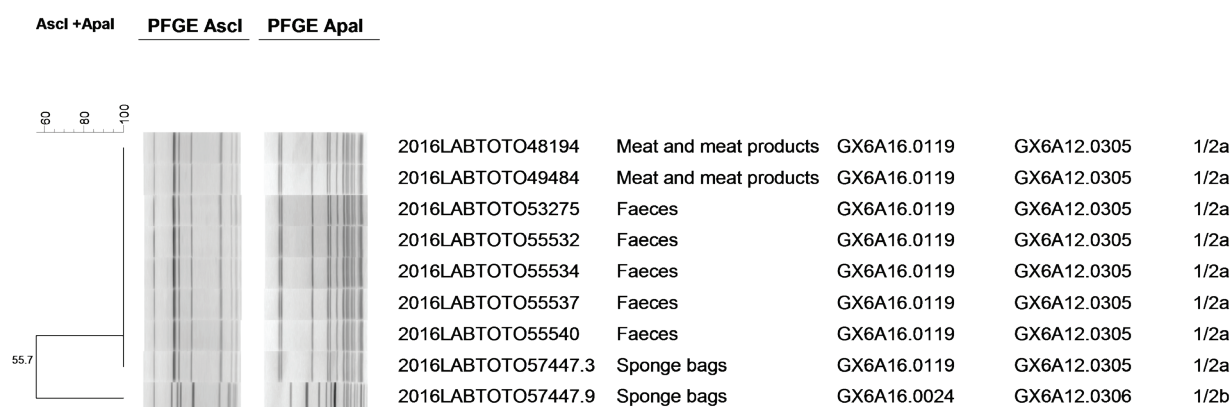 AscI +ApaI PFGE AscI PFGE ApaI
60 80 100
2016LABTOTO48194 Meat and meat products GX6A16.0119 GX6A12.0305 1/2a
2016LABTOTO49484 Meat and meat products GX6A16.0119 GX6A12.0305 1/2a
2016LABTOTO53275 Faeces GX6A16.0119 GX6A12.0305 1/2a
2016LABTOTO55532 Faeces GX6A16.0119 GX6A12.0305 1/2a
2016LABTOTO55534 Faeces GX6A16.0119 GX6A12.0305 1/2a
2016LABTOTO55537 Faeces GX6A16.0119 GX6A12.0305 1/2a
2016LABTOTO55540 Faeces GX6A16.0119 GX6A12.0305 1/2a
55.7 2016LABTOTO57447.3 Sponge bags GX6A16.0119 GX6A12.0305 1/2a
2016LABTOTO57447.9 Sponge bags GX6A16.0024 GX6A12.0306 1/2b